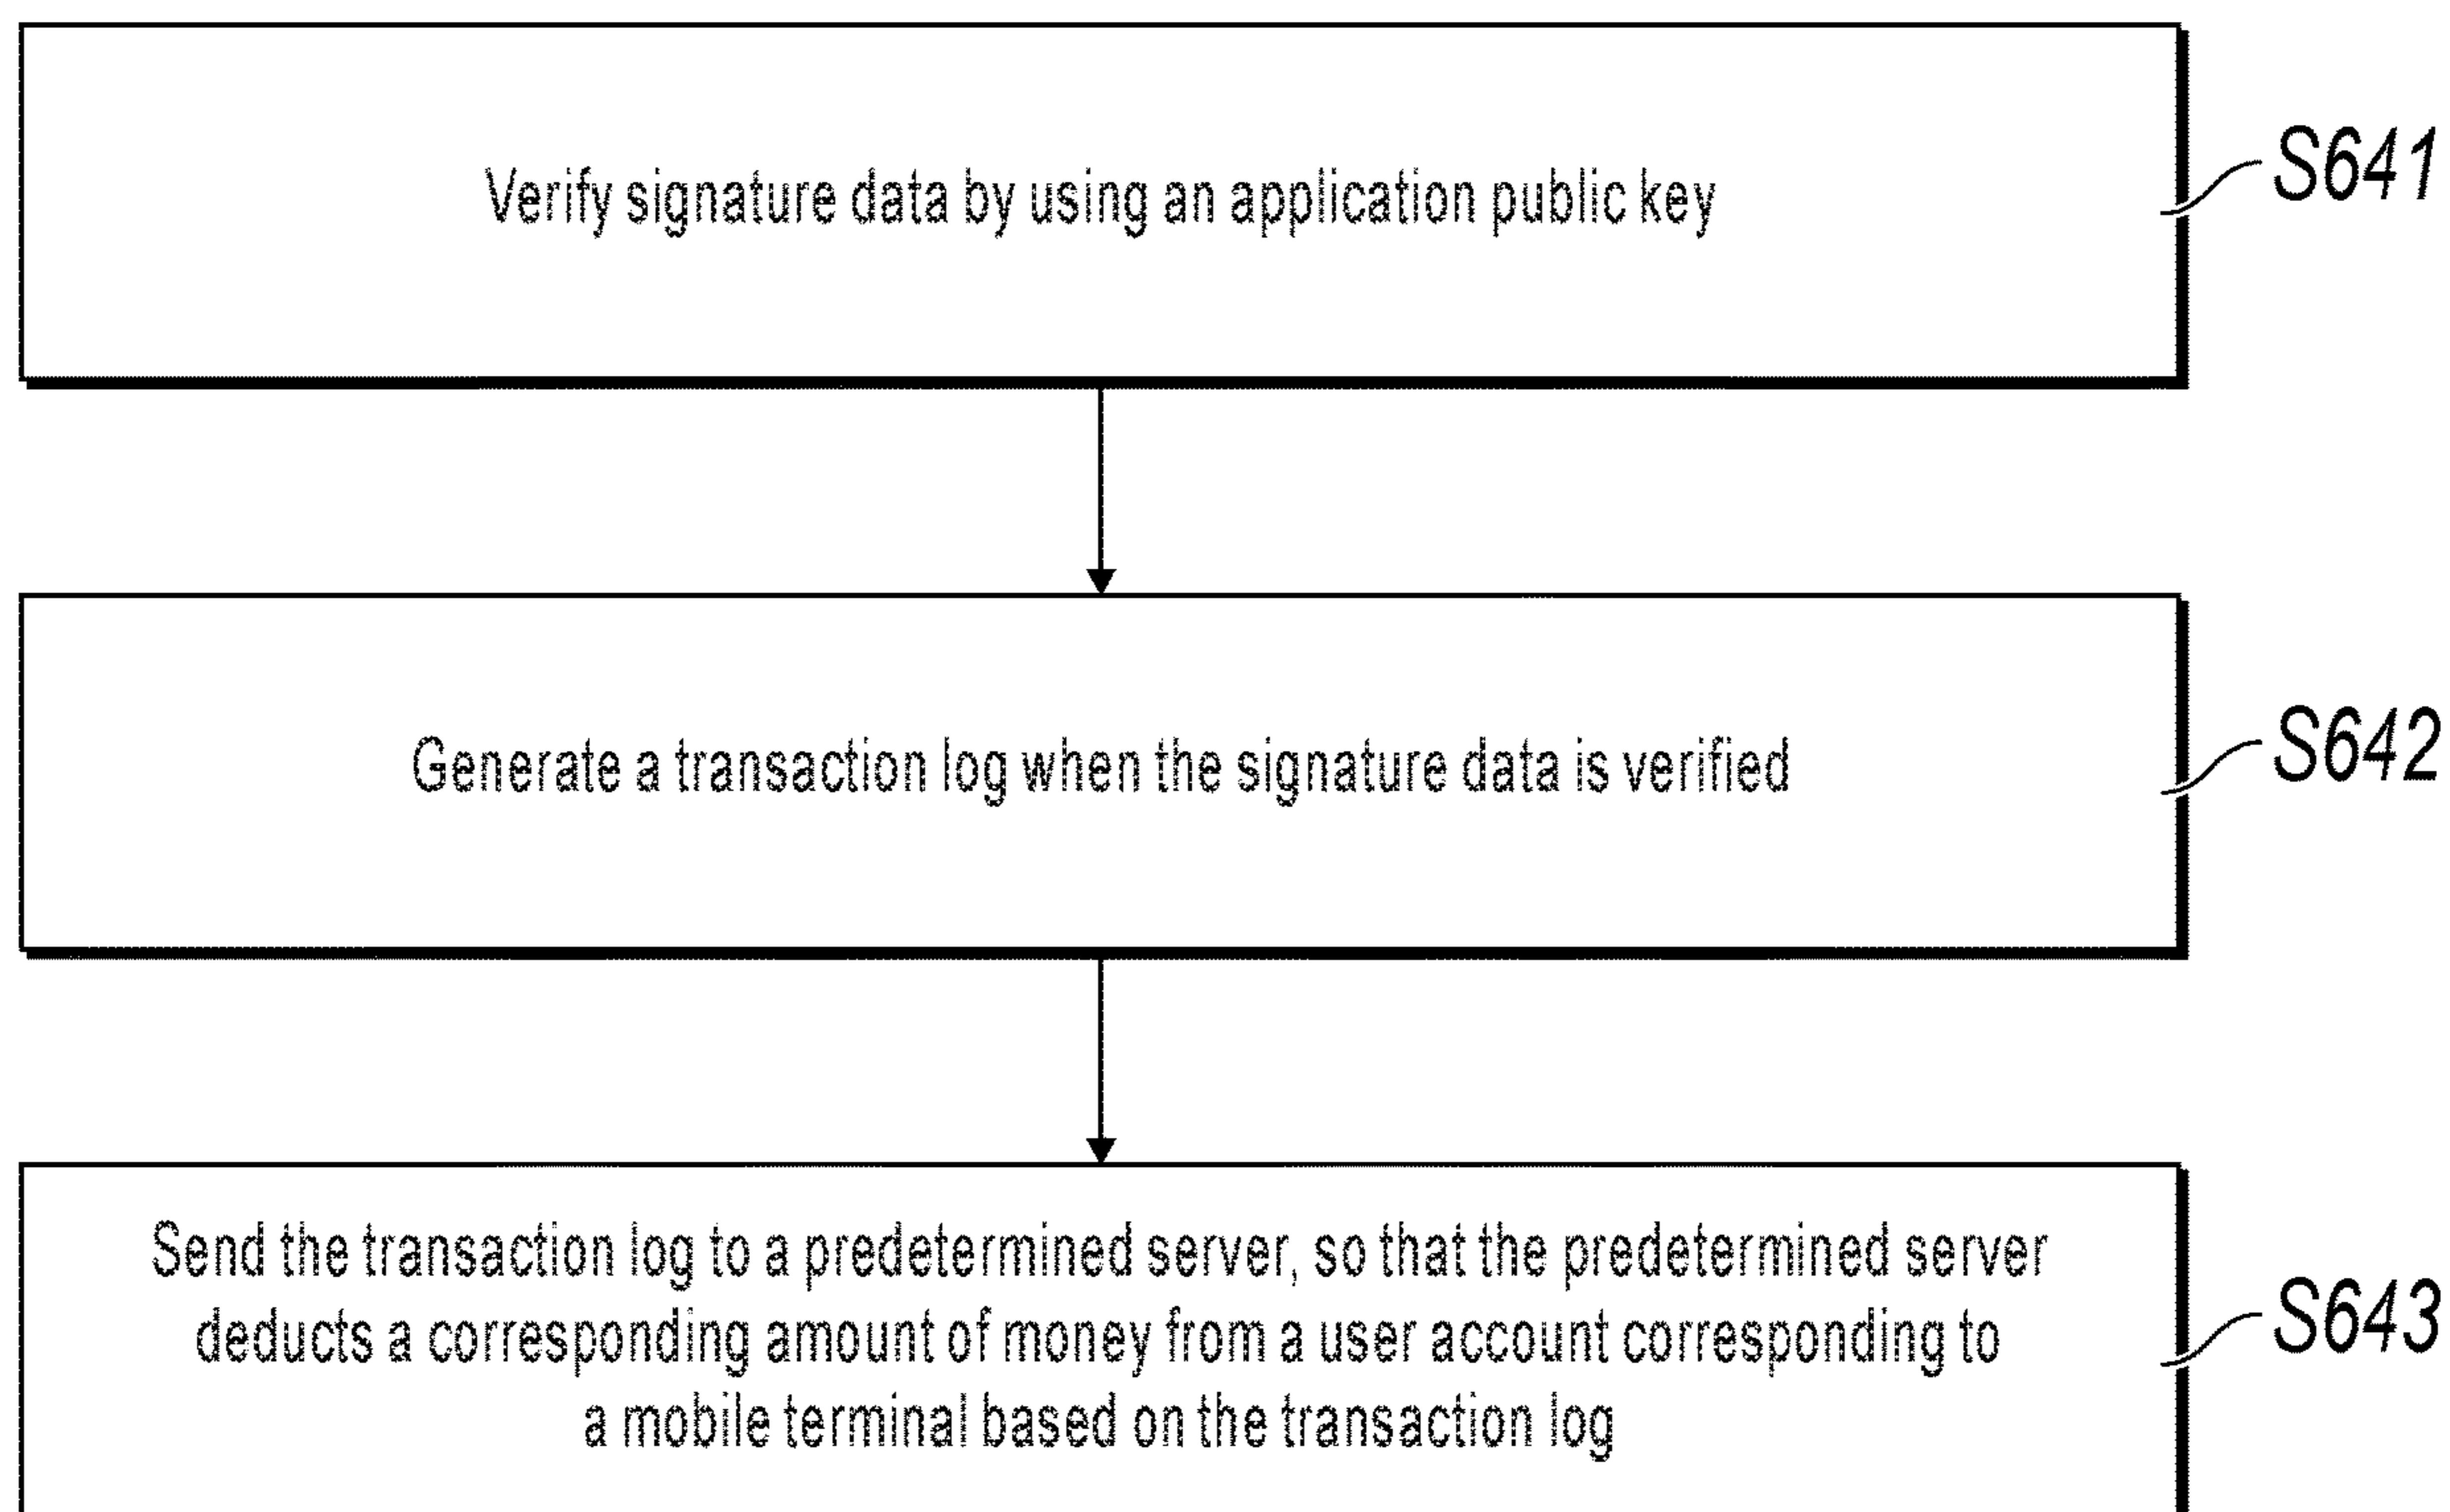 Verify signature data by using an application public key
S641
Generate a transaction log when the signature data is verified
S642
Send the transaction log to a predetermined server, so that the predetermined server
deducts a corresponding amount of money from a user account corresponding to
a mobile terminal based on the transaction log
S643